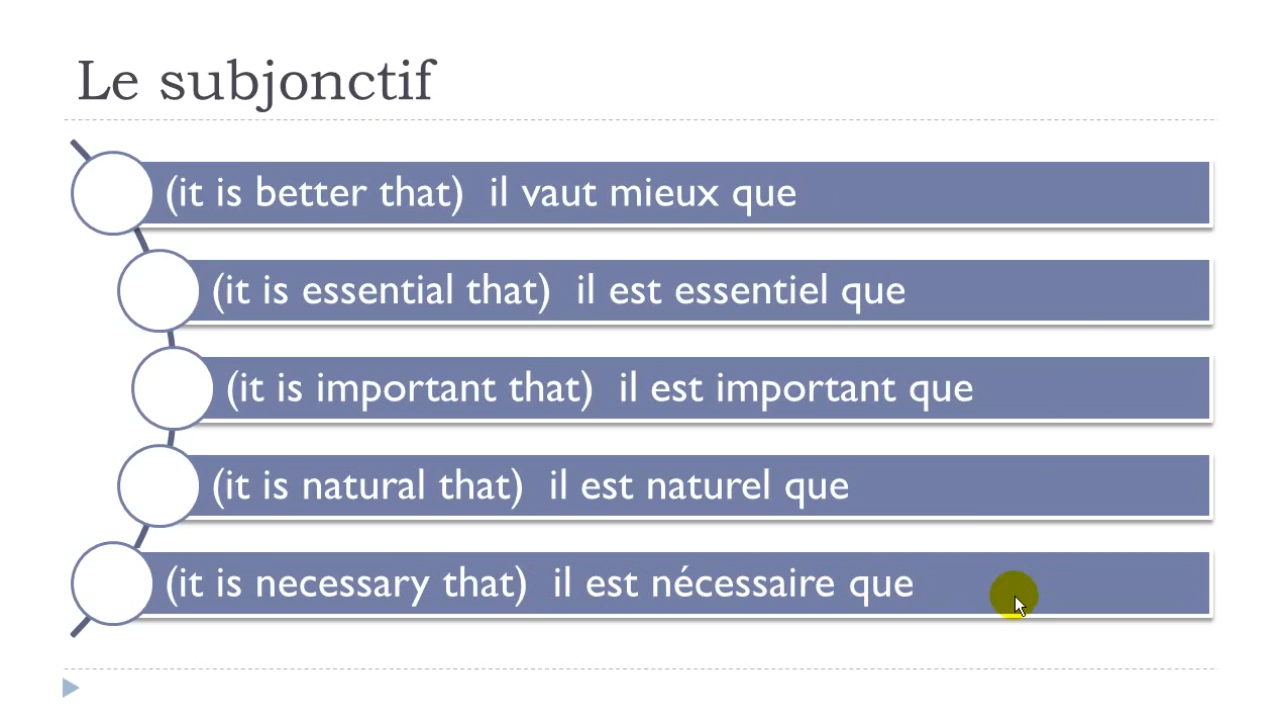 Le subjonctif
(it is better that) il vaut mieux que
(it is essential that) il est essentiel que
(it is important that) il est important que
(it is natural that) il est naturel que
(it is necessary that) il est nécessaire que